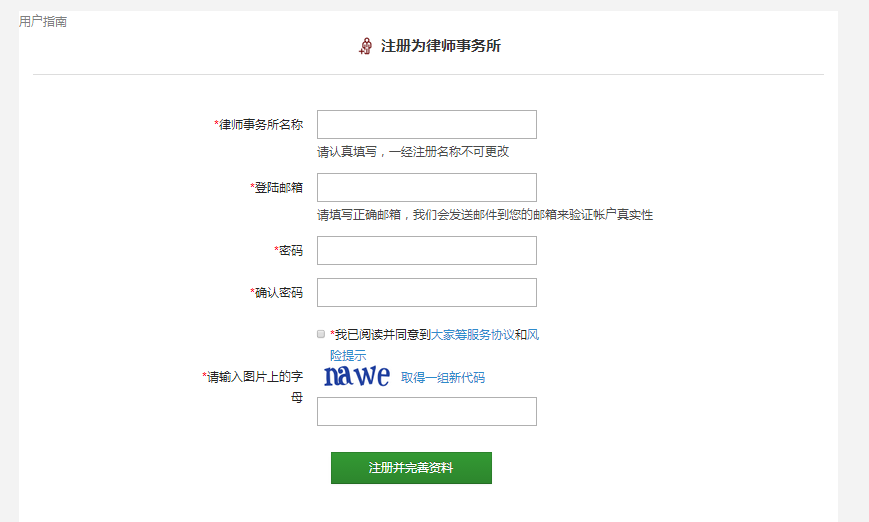 用户指南
注册为律师事务所
*律师事务所名称
请认真填写，一经注册名称不可更改
*登陆邮箱
请填写正确邮箱，我们会发送邮件到您的邮箱来验证帐户真实性
*密码
*确认密码
*我已阅读并同意到大家筹服务协议和风
险提示
*请输入图片上的字
母
nawe 取得一组新代码
注册并完善资料